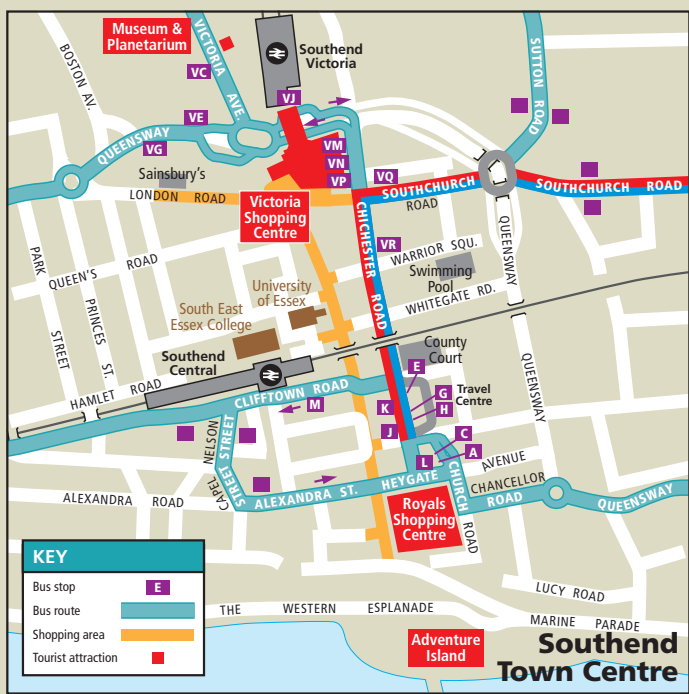 Museum &
Planetarium
VICTORIA
AVE.
Southend
Victoria
BOSTON AV.
VC
VJ
SUTTON
ROAD
VE
QUEENSWAY
VG
VM
VN
VP
Sainsbury's
LONDON ROAD
VQ
SOUTHCHURCH
ROAD
SOUTHCHURCH ROAD
Victoria
Shopping
Centre
CHICHESTER
ROAD
VR
WARRIOR SQU.
Swimming
Pool
QUEENSWAY
PARK
STREET
QUEEN'S ROAD
PRINCES ST.
University
of Essex
WHITEGATE RD.
South East
Essex College
Southend
Central
County
Court
E
HAMLET ROAD
CLIFFTOWN ROAD
M
K
G
H
Travel
Centre
QUEENSWAY
J
NELSON
STREET
CAPEL
STREET
C
A
L
CHURCH
ROAD
AVENUE
CHANCELLOR
ROAD
QUEENSWAY
ALEXANDRA ROAD
ALEXANDRA ST.
HEYGATE
Royals
Shopping
Centre
KEY
Bus stop
E
Bus route
Shopping area
Tourist attraction
LUCY ROAD
THE WESTERN ESPLANADE
MARINE PARADE
Adventure
Island
Southend
Town Centre